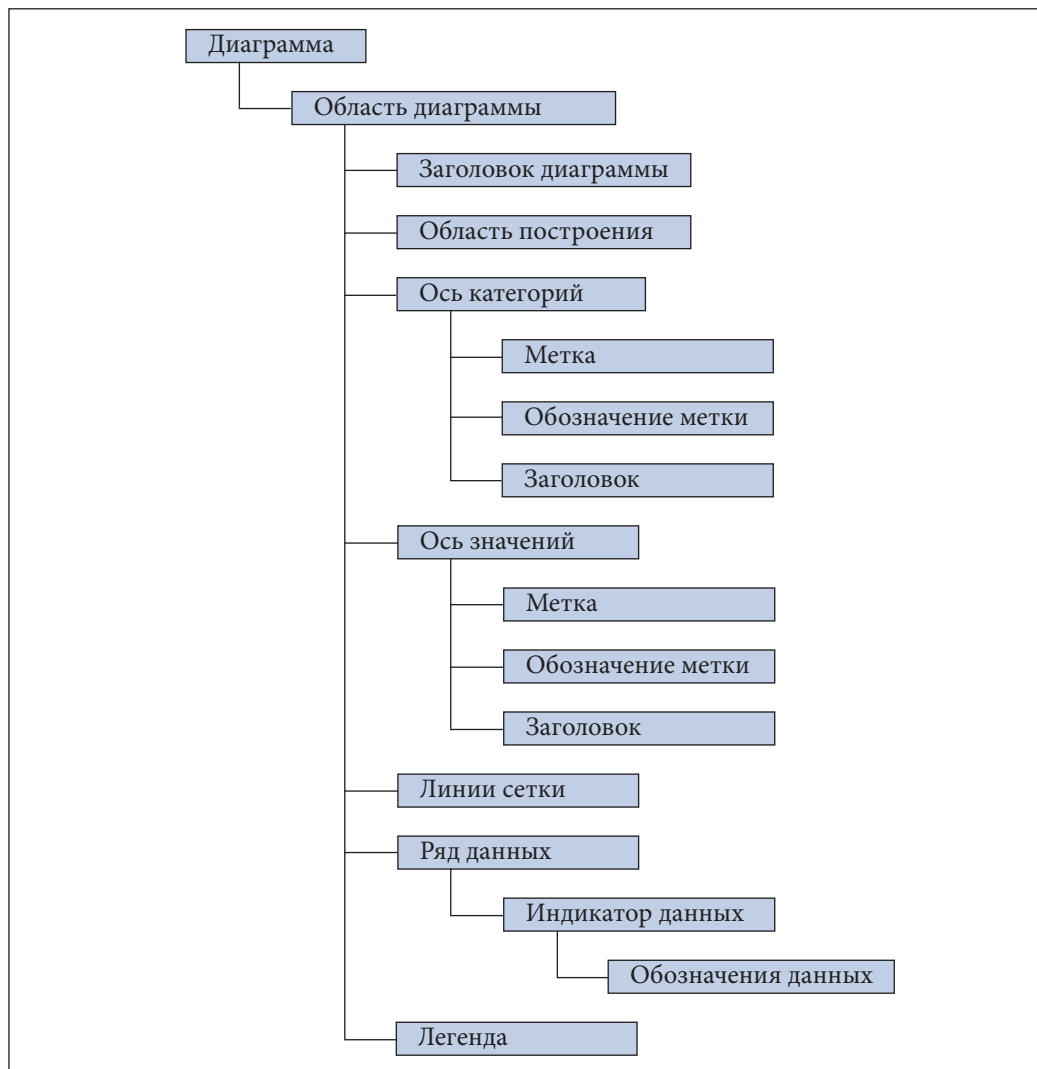 Диаграмма
Область диаграммы
Заголовок диаграммы
Область построения
Ось категорий
Метка
Обозначение метки
Заголовок
Ось значений
Метка
Обозначение метки
Заголовок
Линии сетки
Ряд данных
Индикатор данных
Обозначения данных
Легенда